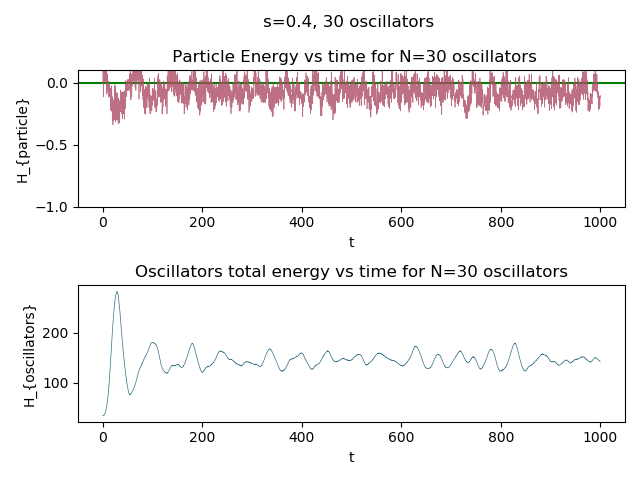 s=0.4, 30 oscillators
Particle Energy vs time for N=30 oscillators
H_{particle}
0.0
−0.5
−1.0
0 200 400 600 800 1000
t
Oscillators total energy vs time for N=30 oscillators
H_{oscillators}
200
100
0 200 400 600 800 1000
t